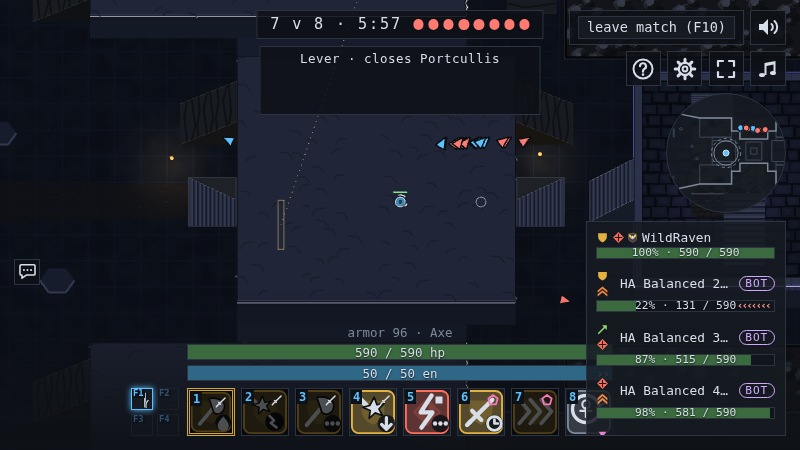 7 v 8 · 5:57
leave match (F10)
Lever · closes Portcullis
WildRaven
100% · 590 / 590
HA Balanced 2… BOT
22% · 131 / 590
HA Balanced 3… BOT
87% · 515 / 590
HA Balanced 4… BOT
98% · 581 / 590
armor 96 · Axe
590 / 590 hp
50 / 50 en
F1 F2
F3 F4
1 2 3 4 5 6 7 8